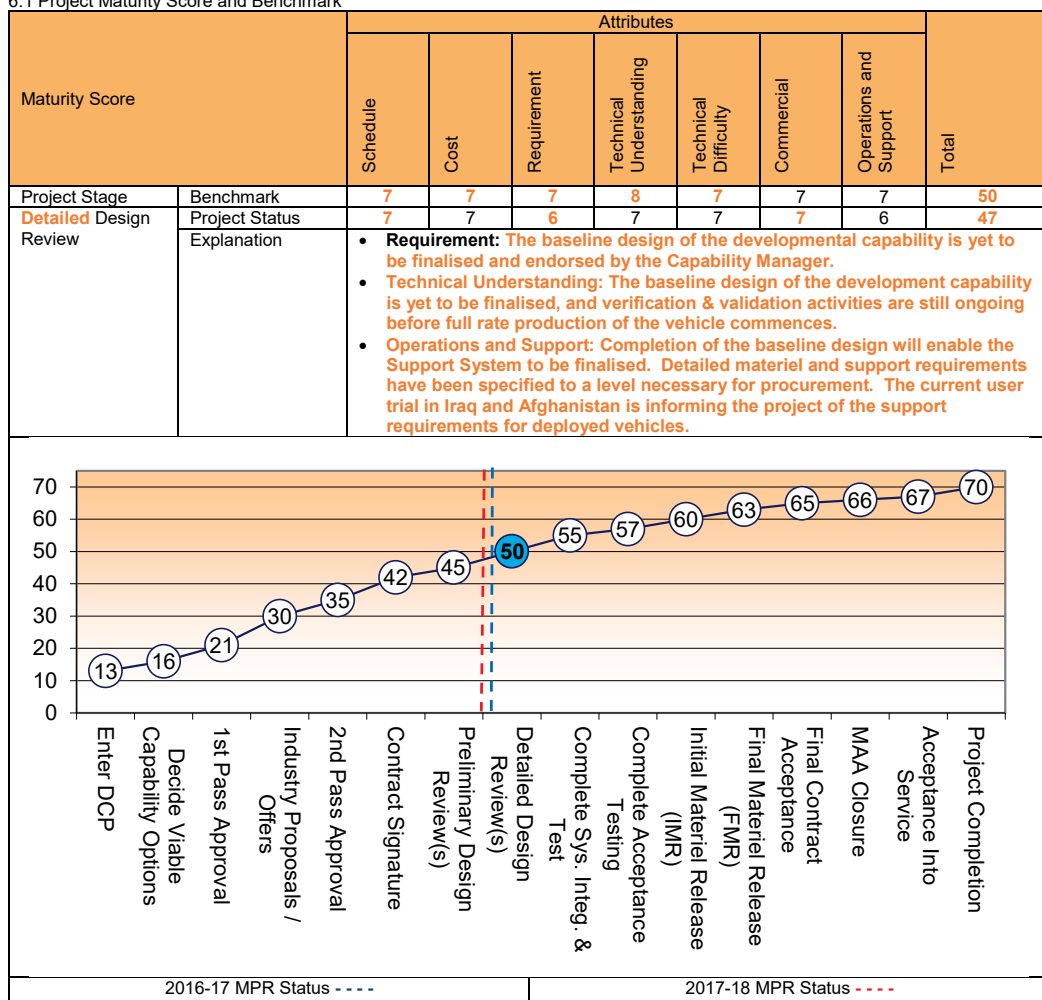 6.1 Project Maturity Score and Benchmark
Maturity Score
Attributes
Schedule
Cost
Requirement
Technical
Understanding
Technical
Difficulty
Commercial
Operations and
Support
Total
Project Stage Benchmark 7 7 7 8 7 7 7 50
Detailed Design
Review
Project Status 7 7 6 7 7 7 6 47
Explanation
• Requirement: The baseline design of the developmental capability is yet to
be finalised and endorsed by the Capability Manager.
• Technical Understanding: The baseline design of the development capability
is yet to be finalised, and verification & validation activities are still ongoing
before full rate production of the vehicle commences.
• Operations and Support: Completion of the baseline design will enable the
Support System to be finalised. Detailed materiel and support requirements
have been specified to a level necessary for procurement. The current user
trial in Iraq and Afghanistan is informing the project of the support
requirements for deployed vehicles.
70
60
50
40
30
20
10
0
13
16
21
30
35
42
45
50
55
57
60
63
65
66
67
70
Enter DCP
Decide Viable
Capability Options
1st Pass Approval
Industry Proposals /
Offers
2nd Pass Approval
Contract Signature
Preliminary Design
Review(s)
Detailed Design
Review(s)
Complete Sys. Integ. &
Test
Complete Acceptance
Testing
Initial Materiel Release
(IMR)
Final Materiel Release
(FMR)
Final Contract
Acceptance
MAA Closure
Acceptance Into
Service
Project Completion
2016-17 MPR Status - - - -
2017-18 MPR Status - - - -